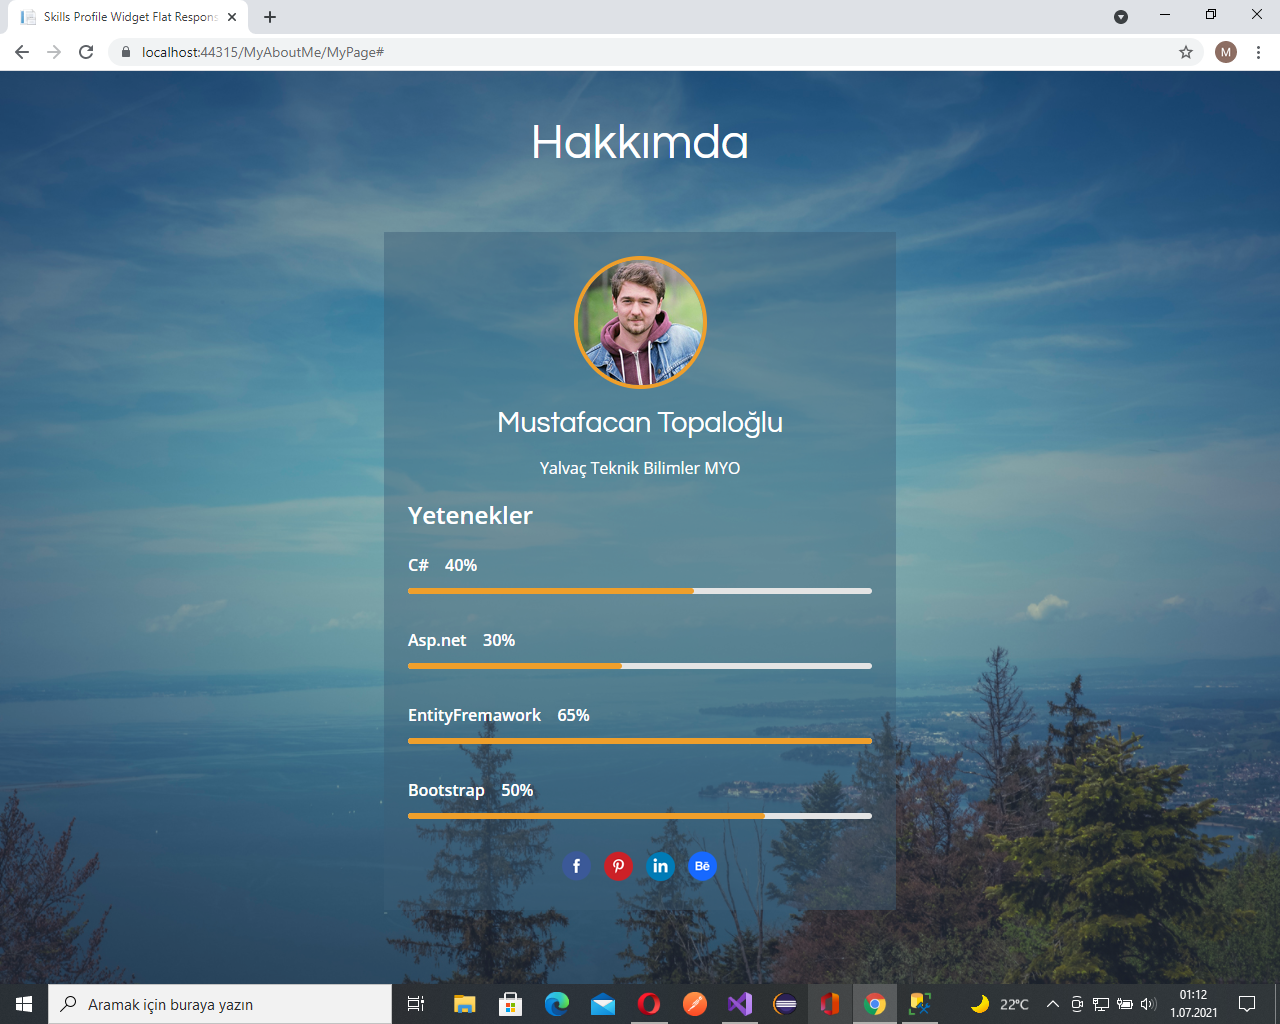 Skills Profile Widget Flat Respons
localhost:44315/MyAboutMe/MyPage#
M
Hakkımda
Mustafacan Topaloğlu
Yalvaç Teknik Bilimler MYO
Yetenekler
C# 40%
Asp.net 30%
EntityFremawork 65%
Bootstrap 50%
f in Bē
Aramak için buraya yazın
22°C
01:12
1.07.2021